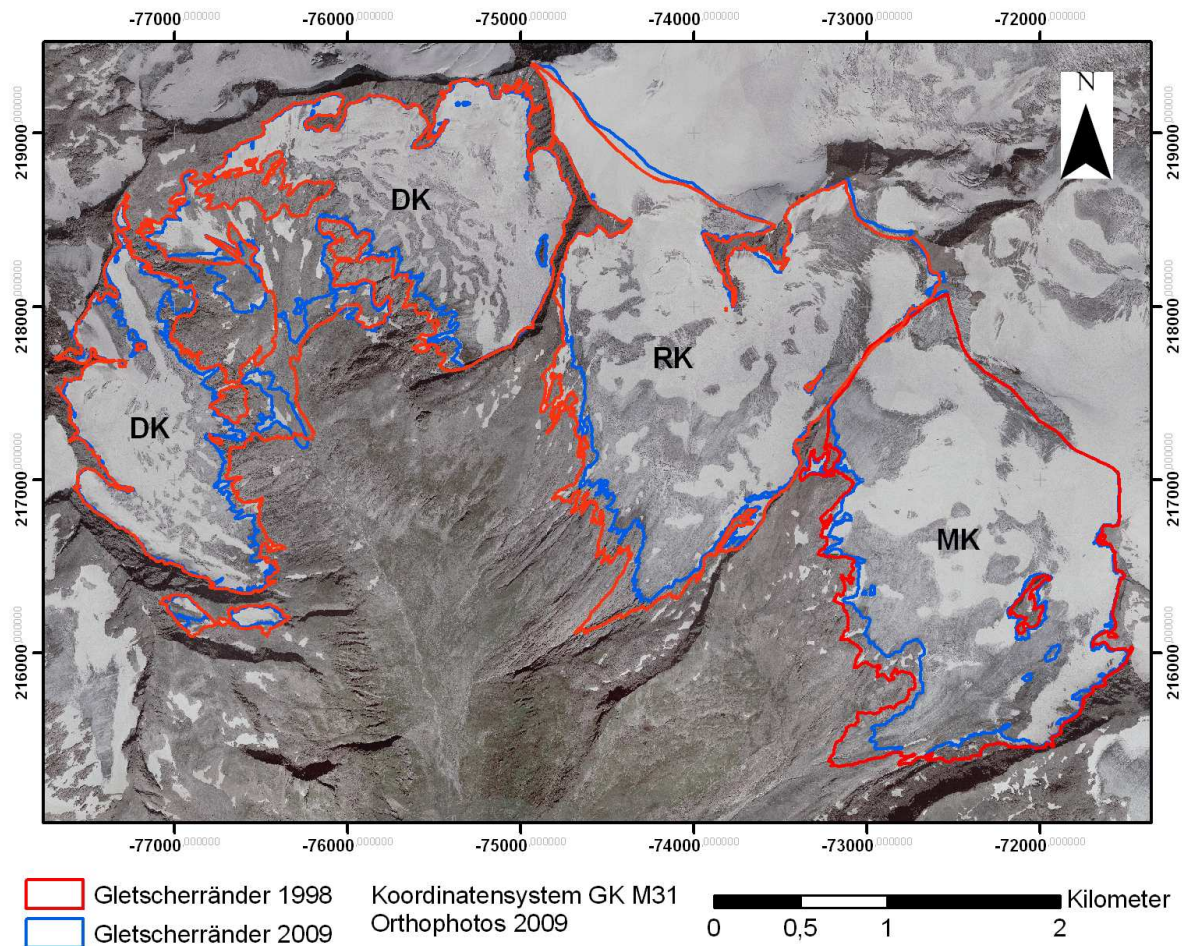 -77000,000000 -76000,000000 -75000,000000 -74000,000000 -73000,000000 -72000,000000
N
219000,000000 219000,000000
DK
218000,000000 218000,000000
RK
DK
217000,000000 217000,000000
MK
216000,000000 216000,000000
-77000,000000 -76000,000000 -75000,000000 -74000,000000 -73000,000000 -72000,000000
Gletscherränder 1998
Gletscherränder 2009
Koordinatensystem GK M31
Orthophotos 2009
Kilometer
0 0,5 1 2